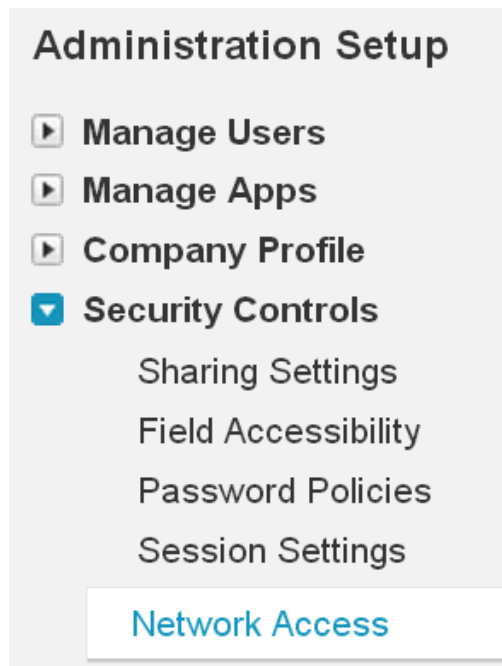 Administration Setup
Manage Users
Manage Apps
Company Profile
Security Controls
Sharing Settings
Field Accessibility
Password Policies
Session Settings
Network Access